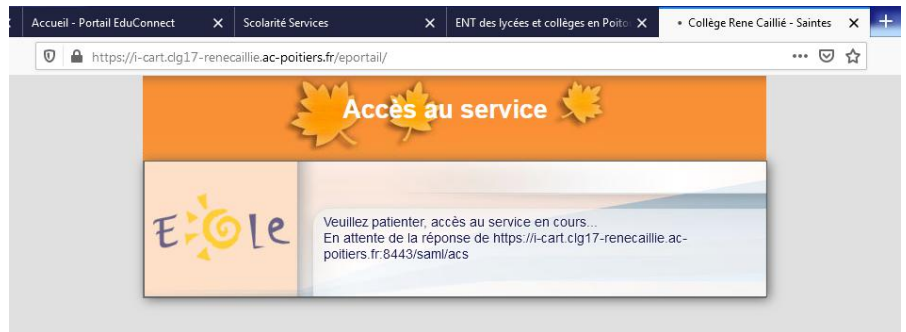 Accueil - Portail EduConnect
Scolarité Services
ENT des lycées et collèges en Poito
• Collège Rene Caillié - Saintes
https://i-cart.clg17-renecaillie.ac-poitiers.fr/eportail/
Accès au service
EOle
Veuillez patienter, accès au service en cours...
En attente de la réponse de https://i-cart.clg17-renecaillie.ac-
poitiers.fr:8443/saml/acs